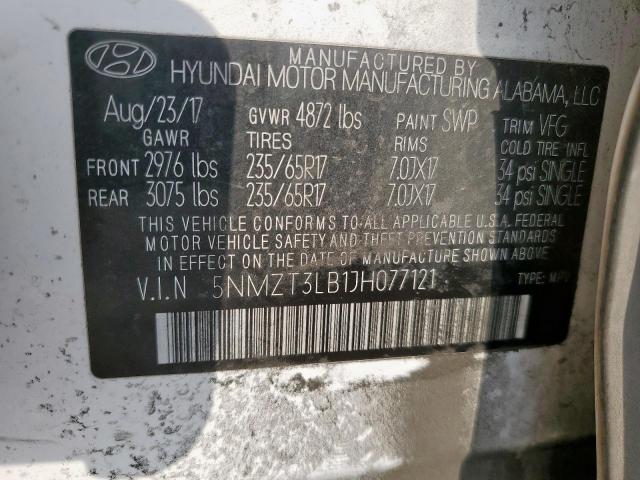 MANUFACTURED BY
HYUNDAI MOTOR MANUFACTURING ALABAMA, LLC
Aug/23/17 GVWR 4872 lbs PAINT SWP TRIM VFG
GAWR TIRES RIMS COLD TIRE INFL
FRONT 2976 lbs 235/65R17 7.0JX17 34 psi SINGLE
REAR 3075 lbs 235/65R17 7.0JX17 34 psi SINGLE
THIS VEHICLE CONFORMS TO ALL APPLICABLE U.S.A. FEDERAL
MOTOR VEHICLE SAFETY AND THEFT PREVENTION STANDARDS
IN EFFECT ON THE DATE OF MANUFACTURE SHOWN ABOVE
V.I.N 5NMZT3LB1JH077121 TYPE: MPV